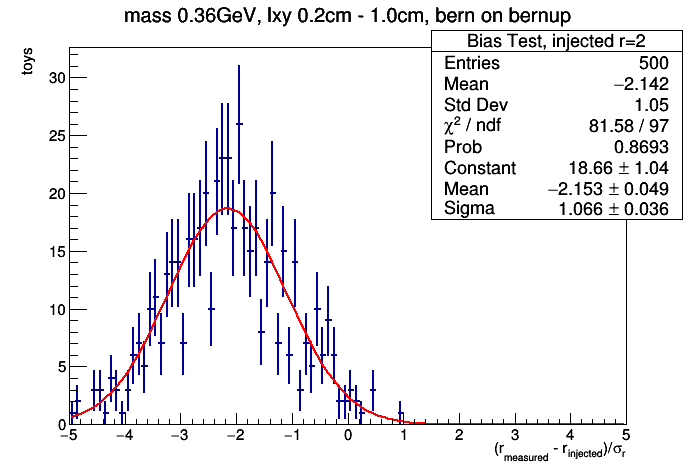 mass 0.36GeV, lxy 0.2cm - 1.0cm, bern on bernup
toys
Bias Test, injected r=2
Entries 500
Mean −2.142
Std Dev 1.05
χ² / ndf 81.58 / 97
Prob 0.8693
Constant 18.66 ± 1.04
Mean −2.153 ± 0.049
Sigma 1.066 ± 0.036
30
25
20
15
10
5
0
−5 −4 −3 −2 −1 0 1 2 3 4 5
(r_measured - r_injected)/σ_r